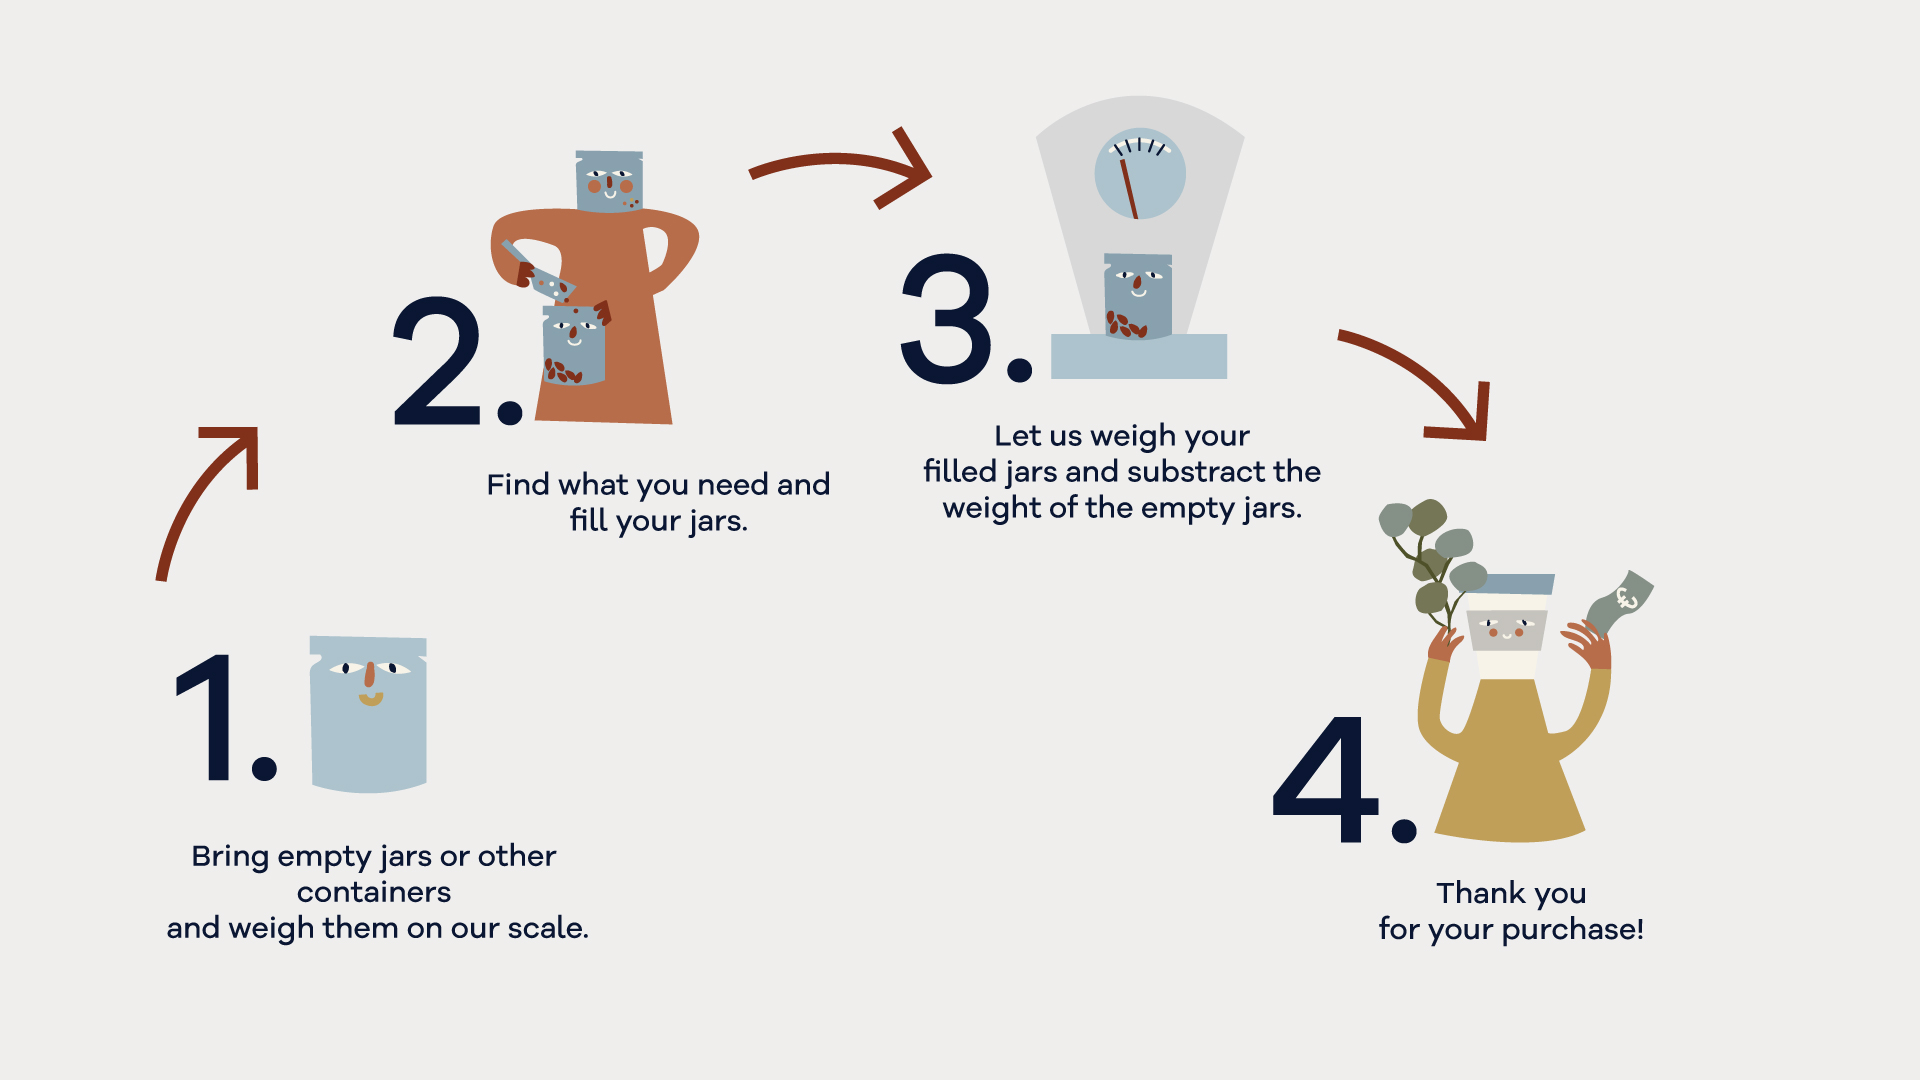 1.
Bring empty jars or other
containers
and weigh them on our scale.
2.
Find what you need and
fill your jars.
3.
Let us weigh your
filled jars and substract the
weight of the empty jars.
4.
Thank you
for your purchase!